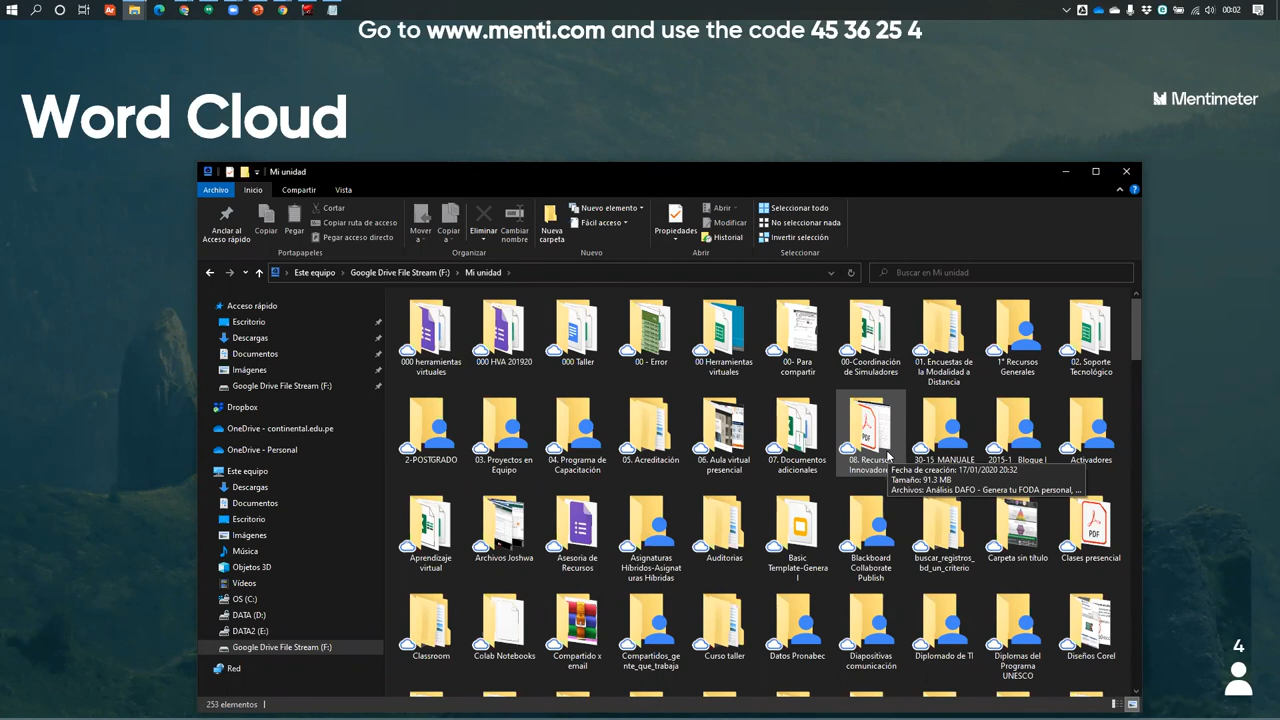 00:02
Go to www.menti.com and use the code 45 36 25 4
Word Cloud
Mentimeter
Mi unidad
Archivo
Inicio
Compartir
Vista
Anclar al
Acceso rápido
Copiar
Pegar
Cortar
Copiar ruta de acceso
Pegar acceso directo
Portapapeles
Mover
a
Copiar
a
Eliminar
Cambiar
nombre
Organizar
Nueva
carpeta
Nuevo elemento
Fácil acceso
Nuevo
Propiedades
Abrir
Modificar
Historial
Abrir
Seleccionar todo
No seleccionar nada
Invertir selección
Seleccionar
Este equipo
Google Drive File Stream (F:)
Mi unidad
Buscar en Mi unidad
Acceso rápido
Escritorio
Descargas
Documentos
Imágenes
Google Drive File Stream (F:)
Dropbox
OneDrive - continental.edu.pe
OneDrive - Personal
Este equipo
Descargas
Documentos
Escritorio
Imágenes
Música
Objetos 3D
Vídeos
OS (C:)
DATA (D:)
DATA2 (E:)
Google Drive File Stream (F:)
Red
000 herramientas
virtuales
000 HVA 201920
000 Taller
00 - Error
00 Herramientas
virtuales
00- Para
compartir
00-Coordinación
de Simuladores
01. Encuestas de
la Modalidad a
Distancia
1° Recursos
Generales
02. Soporte
Tecnológico
2-POSTGRADO
03. Proyectos en
Equipo
04. Programa de
Capacitación
05. Acreditación
06. Aula virtual
presencial
07. Documentos
adicionales
PDF
08. Recursos
Innovadore
30-15_MANUALE
2015-1_Bloque I
Activadores
Fecha de creación: 17/01/2020 20:32
Tamaño: 91.3 MB
Archivos: Análisis DAFO - Genera tu FODA personal, ...
Aprendizaje
virtual
Archivos Joshwa
Asesoria de
Recursos
Asignaturas
Híbridos-Asignat
uras Híbridas
Auditorias
Basic
Template-Genera
l
Blackboard
Collaborate
Publish
buscar_registros_
bd_un_criterio
Carpeta sin título
PDF
Clases presencial
Classroom
Colab Notebooks
Compartido x
email
Compartidos_ge
nte_que_trabaja
Curso taller
Datos Pronabec
Diapositivas
comunicación
Diplomado de TI
Diplomas del
Programa
UNESCO
Diseños Corel
253 elementos
4